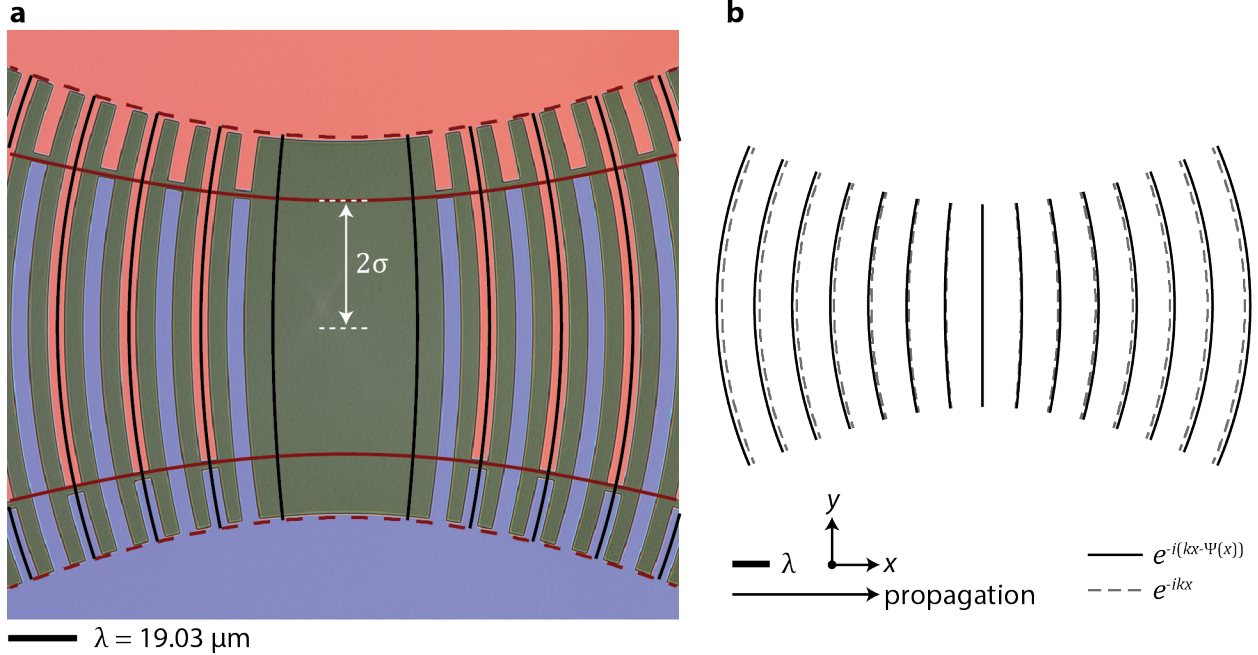 a
b
2σ
λ = 19.03 μm
y
x
λ
propagation
e^-i(kx-Ψ(x))
e^-ikx